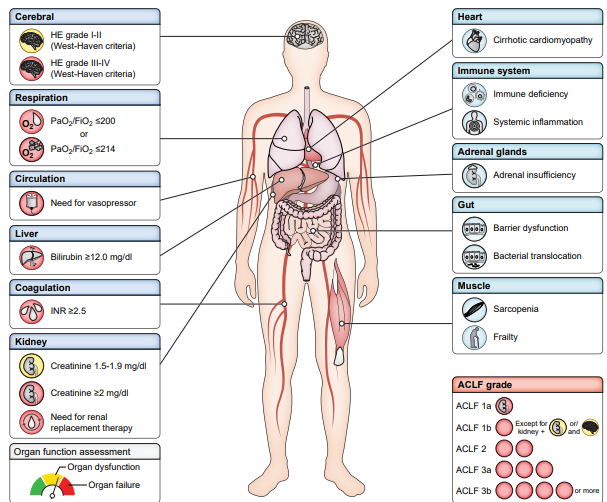 Cerebral
HE grade I-II
(West-Haven criteria)
HE grade III-IV
(West-Haven criteria)
Respiration
O2
PaO2/FiO2 ≤200
or
O2
PaO2/FiO2 ≤214
Circulation
Need for vasopressor
Liver
Bilirubin ≥12.0 mg/dl
Coagulation
INR ≥2.5
Kidney
Creatinine 1.5-1.9 mg/dl
Creatinine ≥2 mg/dl
Need for renal
replacement therapy
Organ function assessment
Organ dysfunction
Organ failure
Heart
Cirrhotic cardiomyopathy
Immune system
Immune deficiency
Systemic inflammation
Adrenal glands
Adrenal insufficiency
Gut
Barrier dysfunction
Bacterial translocation
Muscle
Sarcopenia
Frailty
ACLF grade
ACLF 1a
ACLF 1b Except for or/
kidney + and
ACLF 2
ACLF 3a
ACLF 3b or more